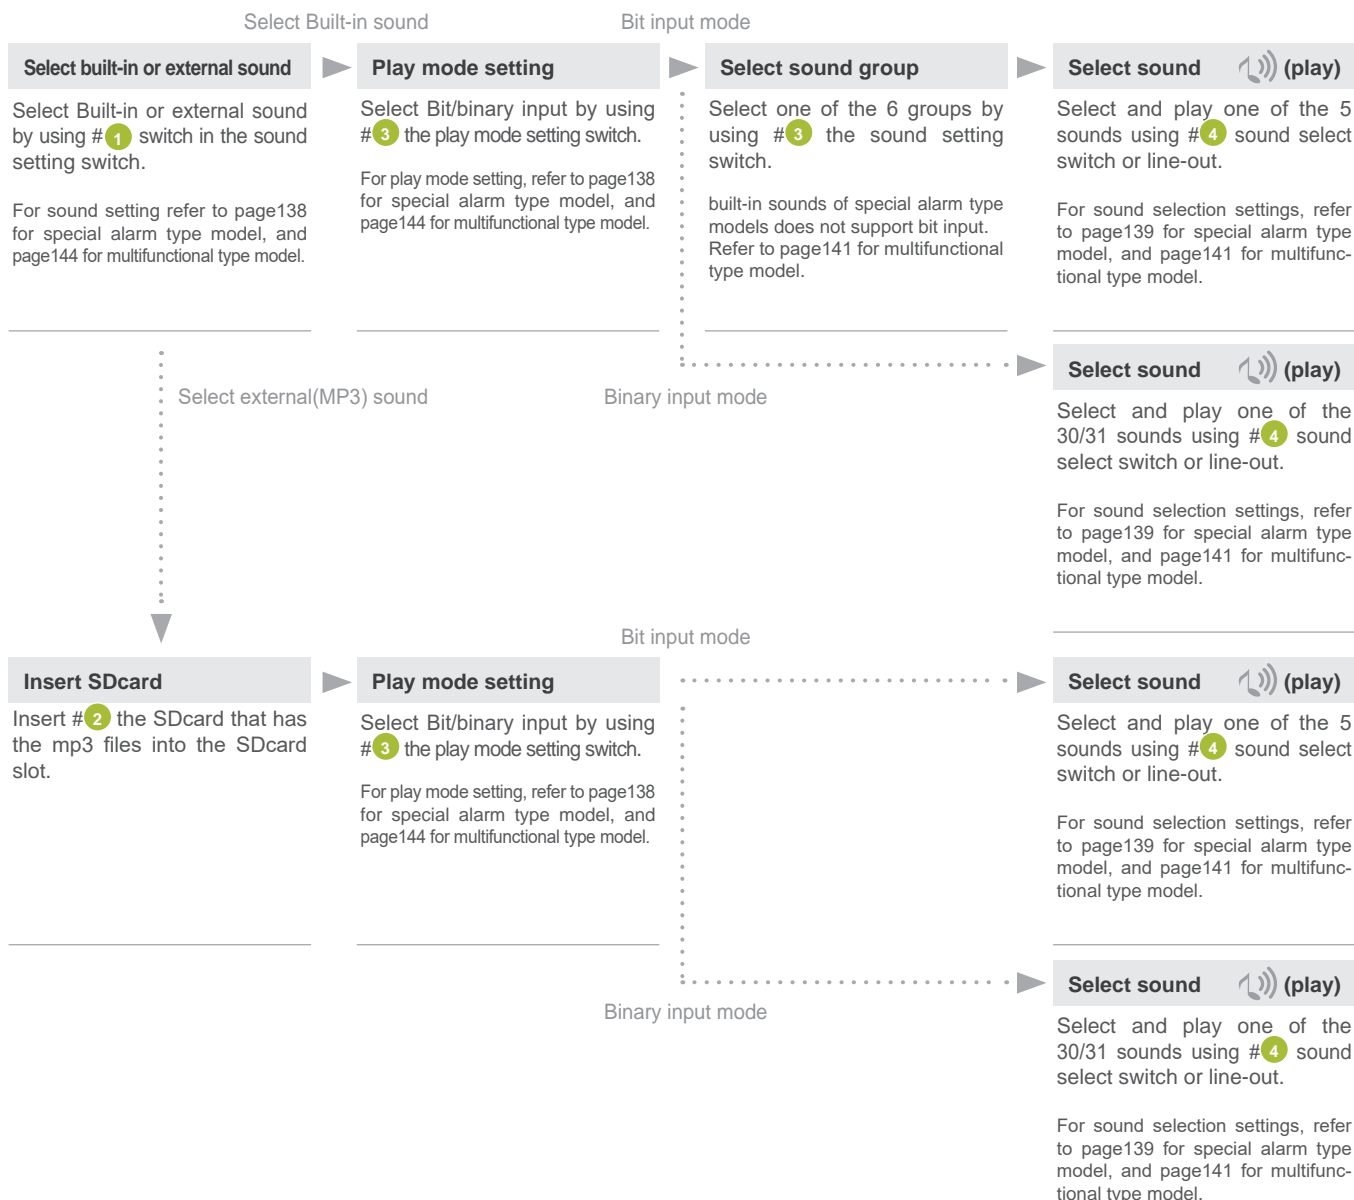 Select Built-in sound
Bit input mode
Select built-in or external sound
Select Built-in or external sound
by using #1 switch in the sound
setting switch.
For sound setting refer to page138
for special alarm type model, and
page144 for multifunctional type model.
Play mode setting
Select Bit/binary input by using
#3 the play mode setting switch.
For play mode setting, refer to page138
for special alarm type model, and
page144 for multifunctional type model.
Select sound group
Select one of the 6 groups by
using #3 the sound setting
switch.
built-in sounds of special alarm type
models does not support bit input.
Refer to page141 for multifunctional
type model.
Select sound (play)
Select and play one of the 5
sounds using #4 sound select
switch or line-out.
For sound selection settings, refer
to page139 for special alarm type
model, and page141 for multifunc-
tional type model.
Select external(MP3) sound
Binary input mode
Select sound (play)
Select and play one of the
30/31 sounds using #4 sound
select switch or line-out.
For sound selection settings, refer
to page139 for special alarm type
model, and page141 for multifunc-
tional type model.
Bit input mode
Insert SDcard
Insert #2 the SDcard that has
the mp3 files into the SDcard
slot.
Play mode setting
Select Bit/binary input by using
#3 the play mode setting switch.
For play mode setting, refer to page138
for special alarm type model, and
page144 for multifunctional type model.
Select sound (play)
Select and play one of the 5
sounds using #4 sound select
switch or line-out.
For sound selection settings, refer
to page139 for special alarm type
model, and page141 for multifunc-
tional type model.
Binary input mode
Select sound (play)
Select and play one of the
30/31 sounds using #4 sound
select switch or line-out.
For sound selection settings, refer
to page139 for special alarm type
model, and page141 for multifunc-
tional type model.